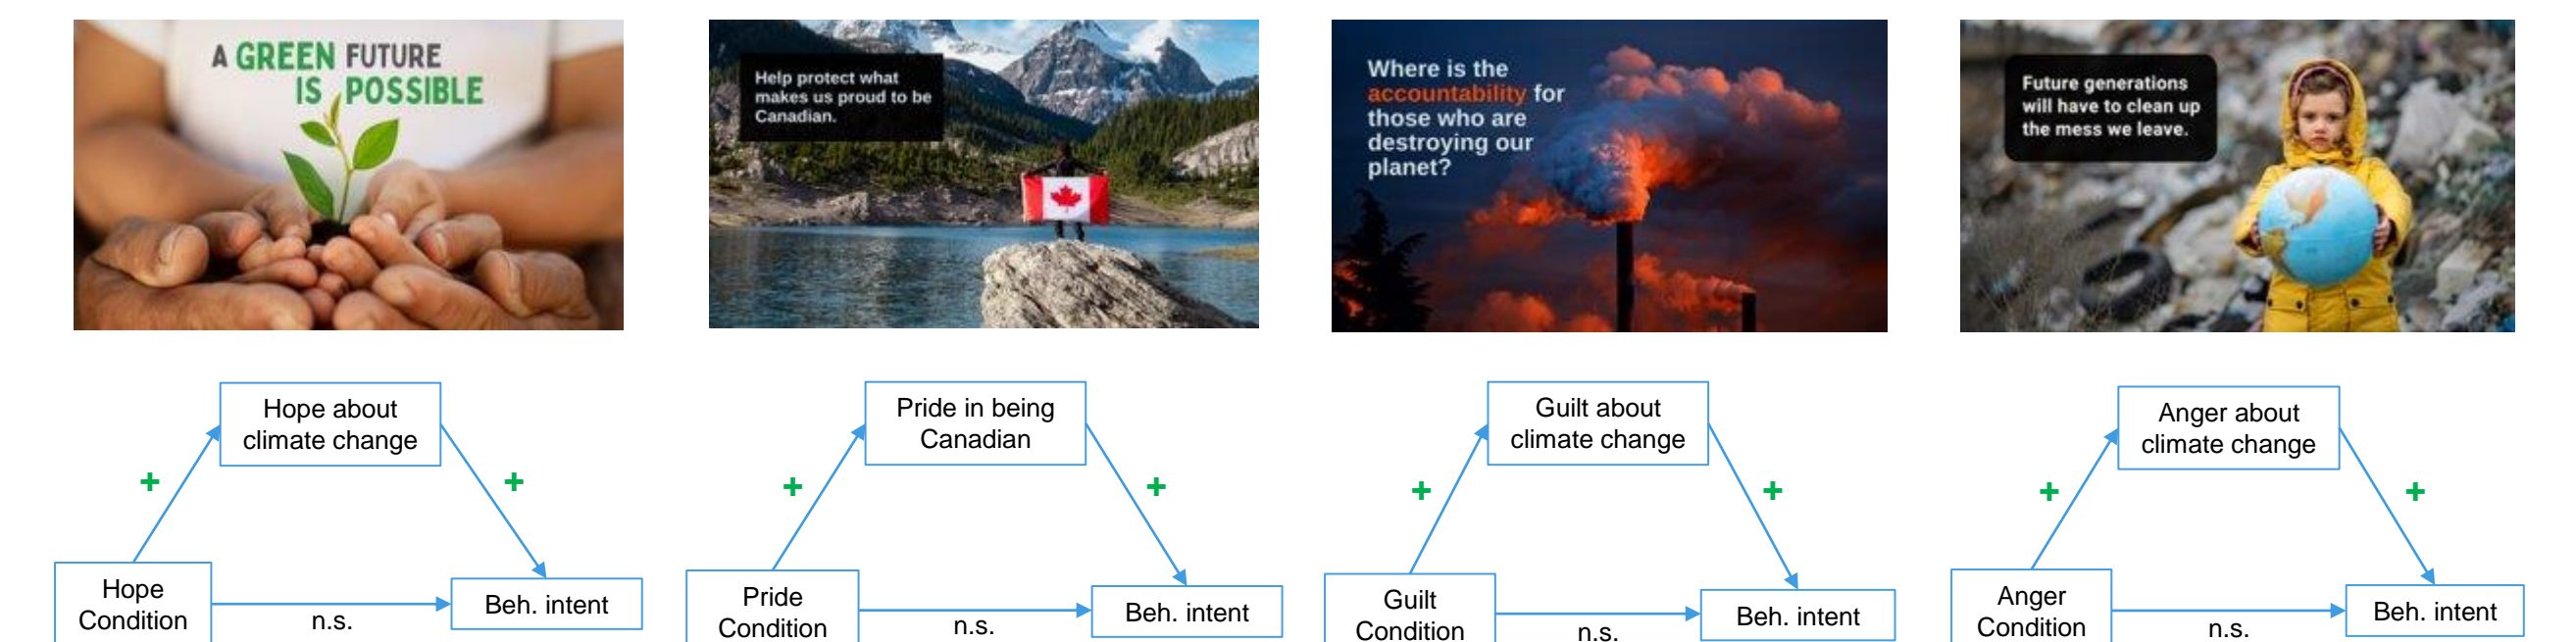 A GREEN FUTURE
IS POSSIBLE
Help protect what
makes us proud to be
Canadian.
Where is the
accountability for
those who are
destroying our
planet?
Future generations
will have to clean up
the mess we leave.
Hope about
climate change
+
+
Hope
Condition
n.s.
Beh. intent
Pride in being
Canadian
+
+
Pride
Condition
n.s.
Beh. intent
Guilt about
climate change
+
+
Guilt
Condition
n.s.
Beh. intent
Anger about
climate change
+
+
Anger
Condition
n.s.
Beh. intent